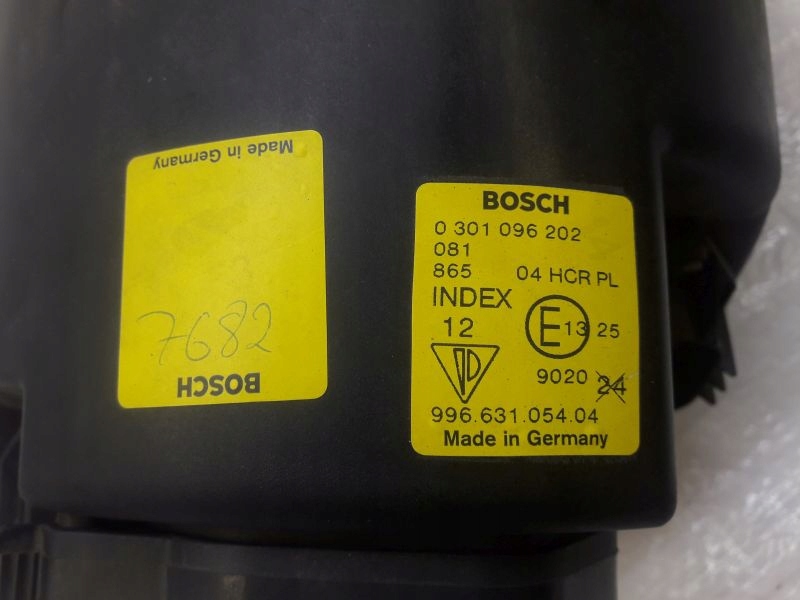 Made in Germany
7682
BOSCH
BOSCH
0 301 096 202
081
865 04 HCR PL
INDEX
12 E 13 25
9020 24
996.631.054.04
Made in Germany